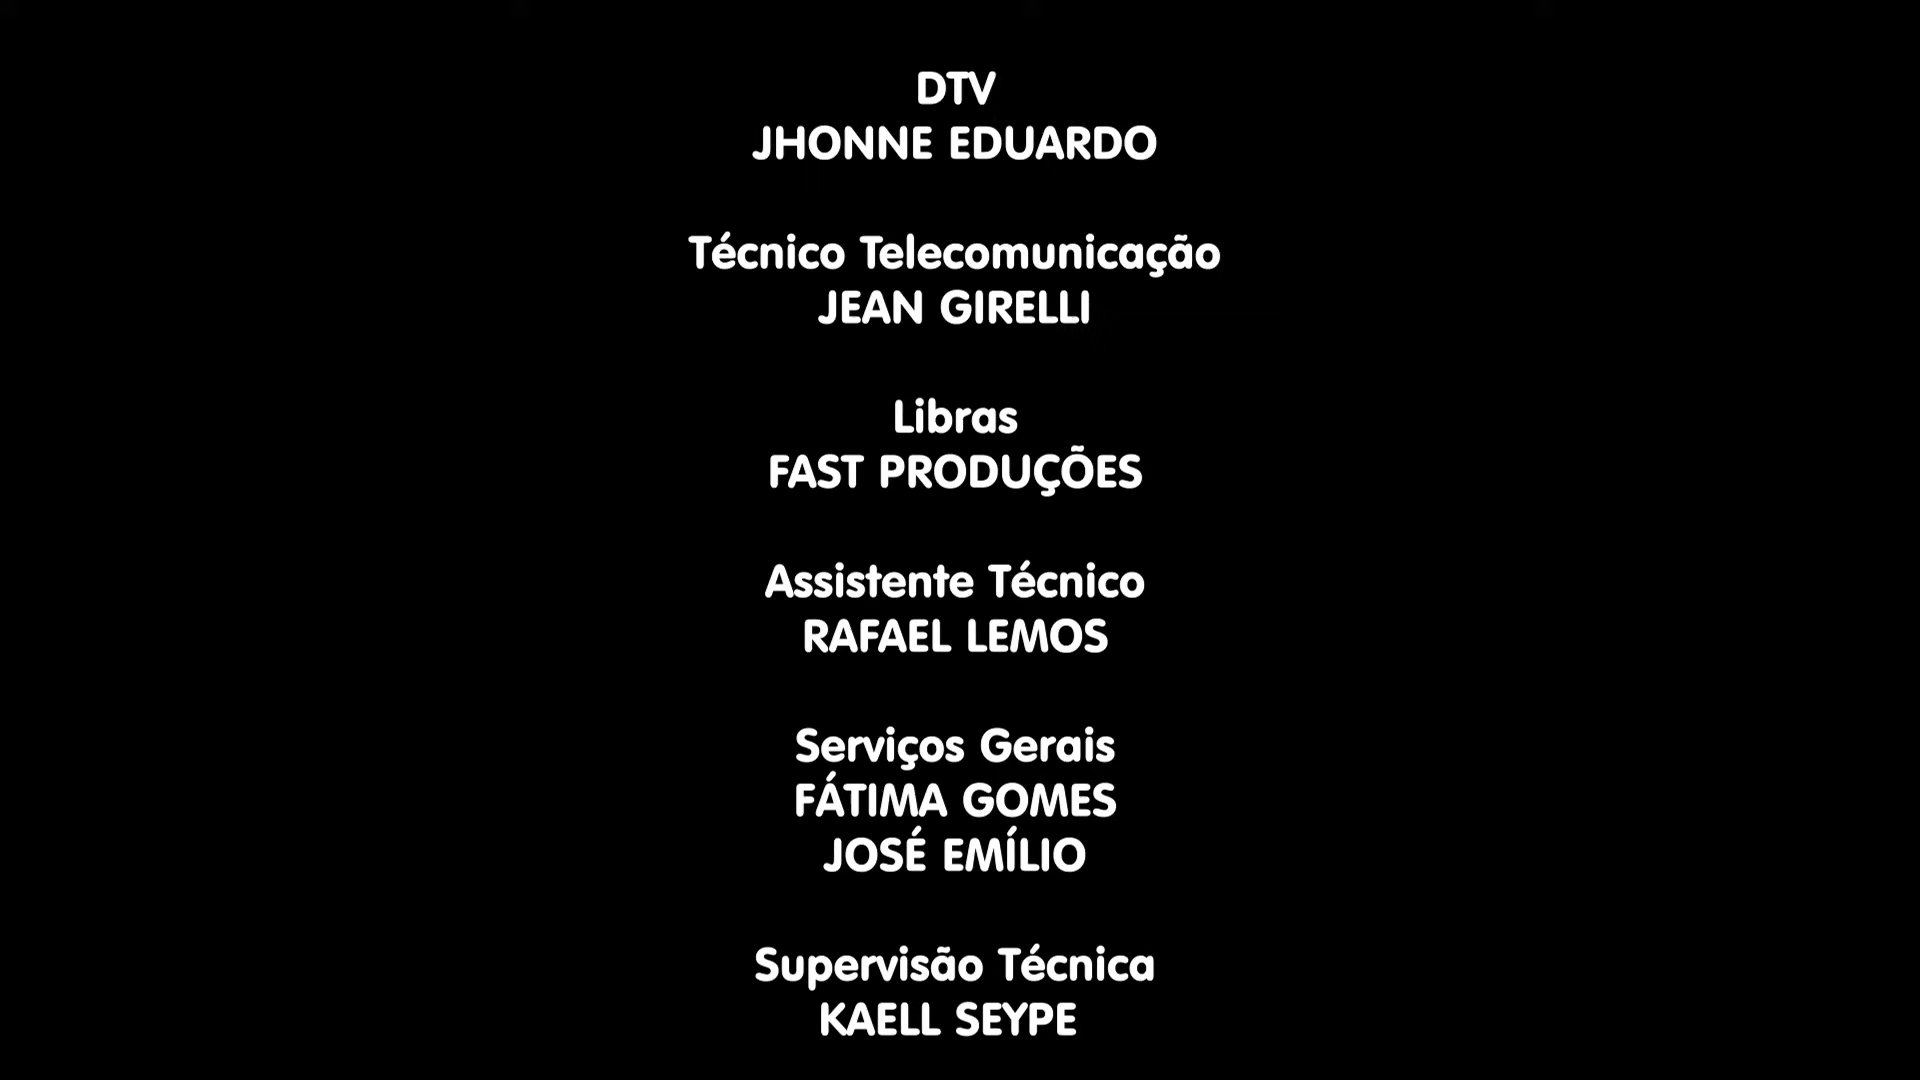 DTV
JHONNE EDUARDO
Técnico Telecomunicação
JEAN GIRELLI
Libras
FAST PRODUÇÕES
Assistente Técnico
RAFAEL LEMOS
Serviços Gerais
FÁTIMA GOMES
JOSÉ EMÍLIO
Supervisão Técnica
KAELL SEYPE